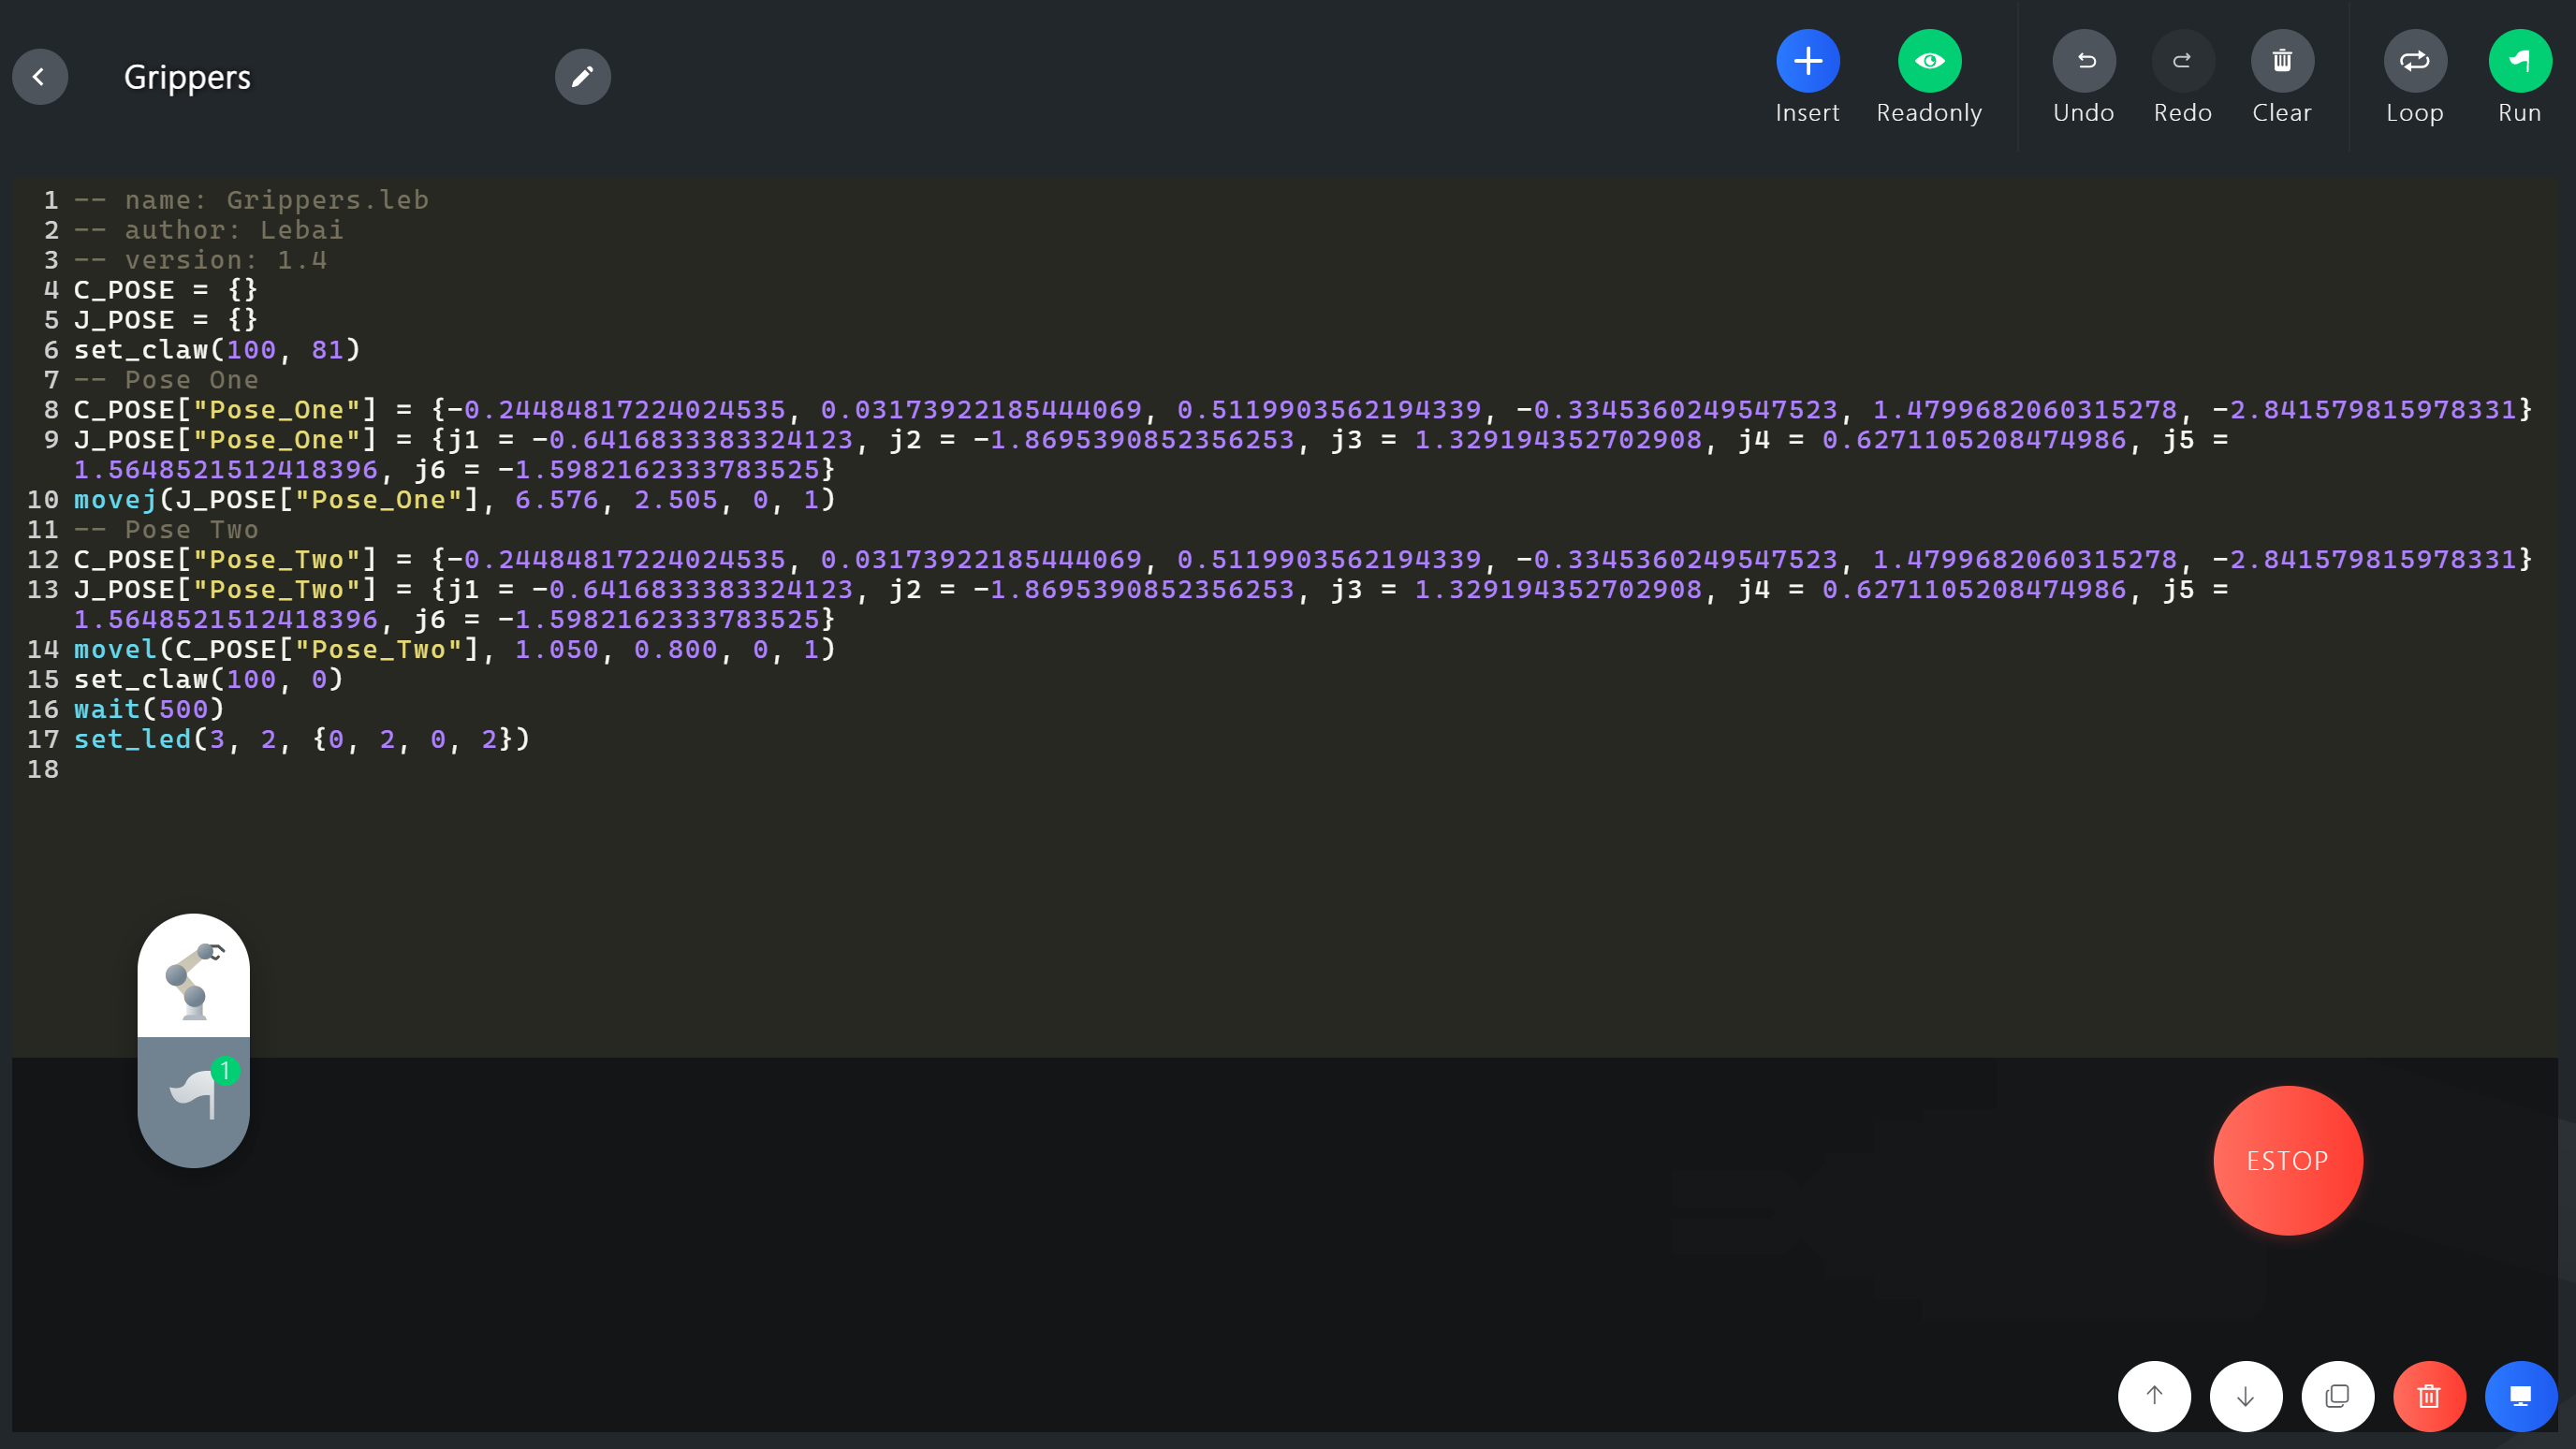 Grippers
Insert
Readonly
Undo
Redo
Clear
Loop
Run
1 -- name: Grippers.leb
2 -- author: Lebai
3 -- version: 1.4
4 C_POSE = {}
5 J_POSE = {}
6 set_claw(100, 81)
7 -- Pose One
8 C_POSE["Pose_One"] = {-0.24484817224024535, 0.03173922185444069, 0.5119903562194339, -0.3345360249547523, 1.4799682060315278, -2.841579815978331}
9 J_POSE["Pose_One"] = {j1 = -0.6416833383324123, j2 = -1.8695390852356253, j3 = 1.329194352702908, j4 = 0.6271105208474986, j5 =
1.5648521512418396, j6 = -1.5982162333783525}
10 movej(J_POSE["Pose_One"], 6.576, 2.505, 0, 1)
11 -- Pose Two
12 C_POSE["Pose_Two"] = {-0.24484817224024535, 0.03173922185444069, 0.5119903562194339, -0.3345360249547523, 1.4799682060315278, -2.841579815978331}
13 J_POSE["Pose_Two"] = {j1 = -0.6416833383324123, j2 = -1.8695390852356253, j3 = 1.329194352702908, j4 = 0.6271105208474986, j5 =
1.5648521512418396, j6 = -1.5982162333783525}
14 movel(C_POSE["Pose_Two"], 1.050, 0.800, 0, 1)
15 set_claw(100, 0)
16 wait(500)
17 set_led(3, 2, {0, 2, 0, 2})
18
1
ESTOP